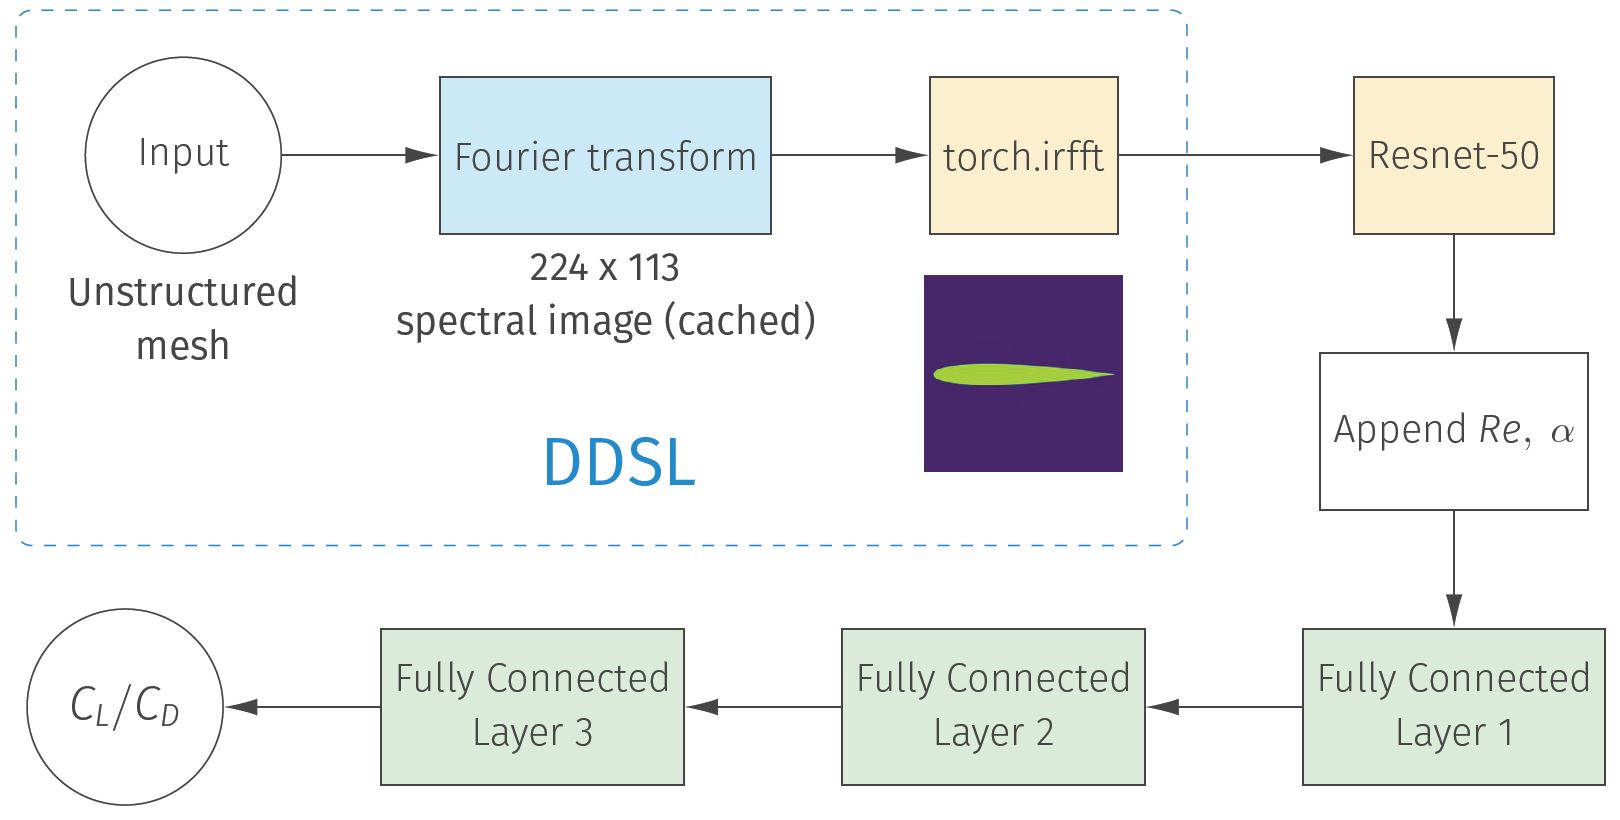 Input
Unstructured
mesh
Fourier transform
224 x 113
spectral image (cached)
torch.irfft
DDSL
Resnet-50
Append Re, α
Fully Connected
Layer 1
Fully Connected
Layer 2
Fully Connected
Layer 3
C_L/C_D